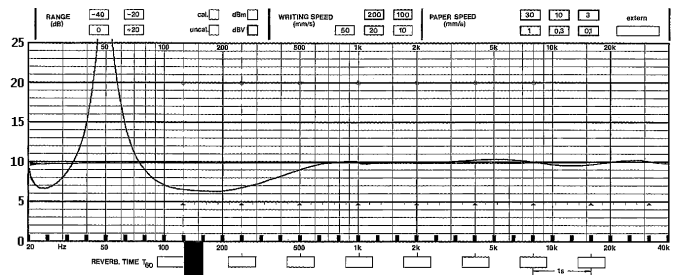 RANGE (dB) -40 -20 0 +20 cal. dBm uncal. dBV WRITING SPEED (mm/s) 200 100 50 20 10 PAPER SPEED (mm/s) 30 10 3 1 0,3 0,1 extern
25 50 100 200 500 1k 2k 5k 10k 20k
20
15
10
5
0
20 Hz 50 100 200 500 1k 2k 5k 10k 20k 40k
REVERB. TIME T60 1s